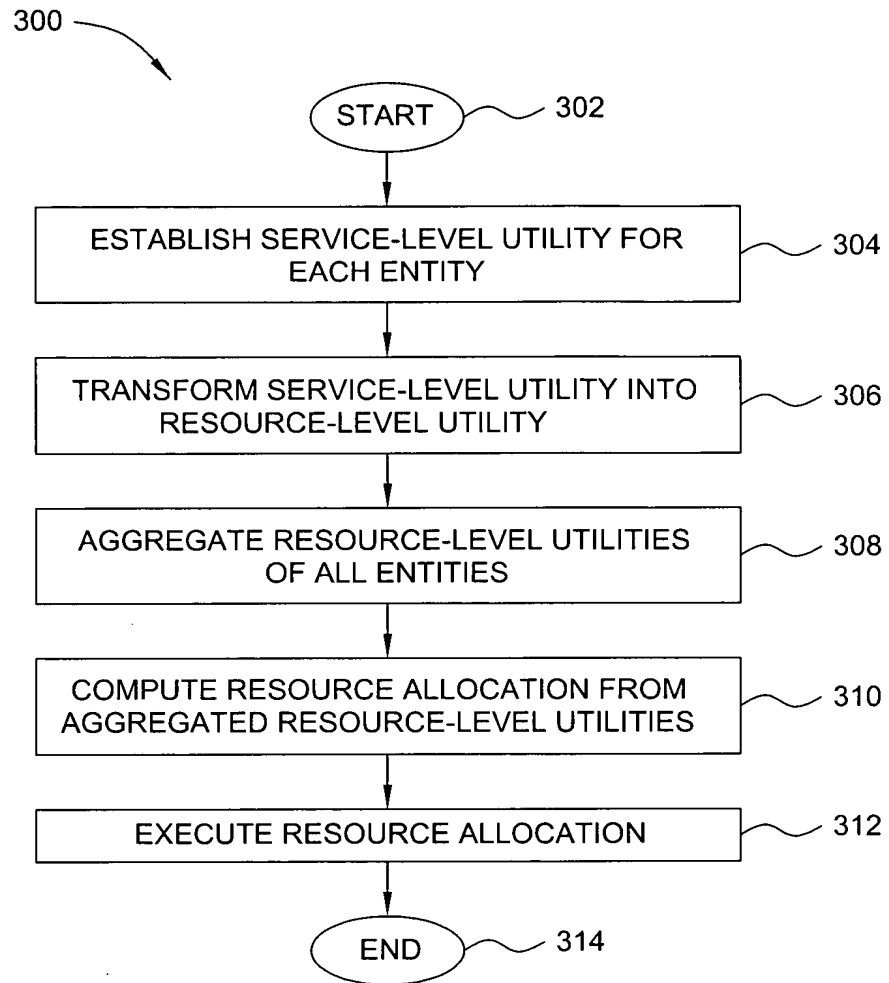 300
START
302
ESTABLISH SERVICE-LEVEL UTILITY FOR
EACH ENTITY
304
TRANSFORM SERVICE-LEVEL UTILITY INTO
RESOURCE-LEVEL UTILITY
306
AGGREGATE RESOURCE-LEVEL UTILITIES
OF ALL ENTITIES
308
COMPUTE RESOURCE ALLOCATION FROM
AGGREGATED RESOURCE-LEVEL UTILITIES
310
EXECUTE RESOURCE ALLOCATION
312
END
314